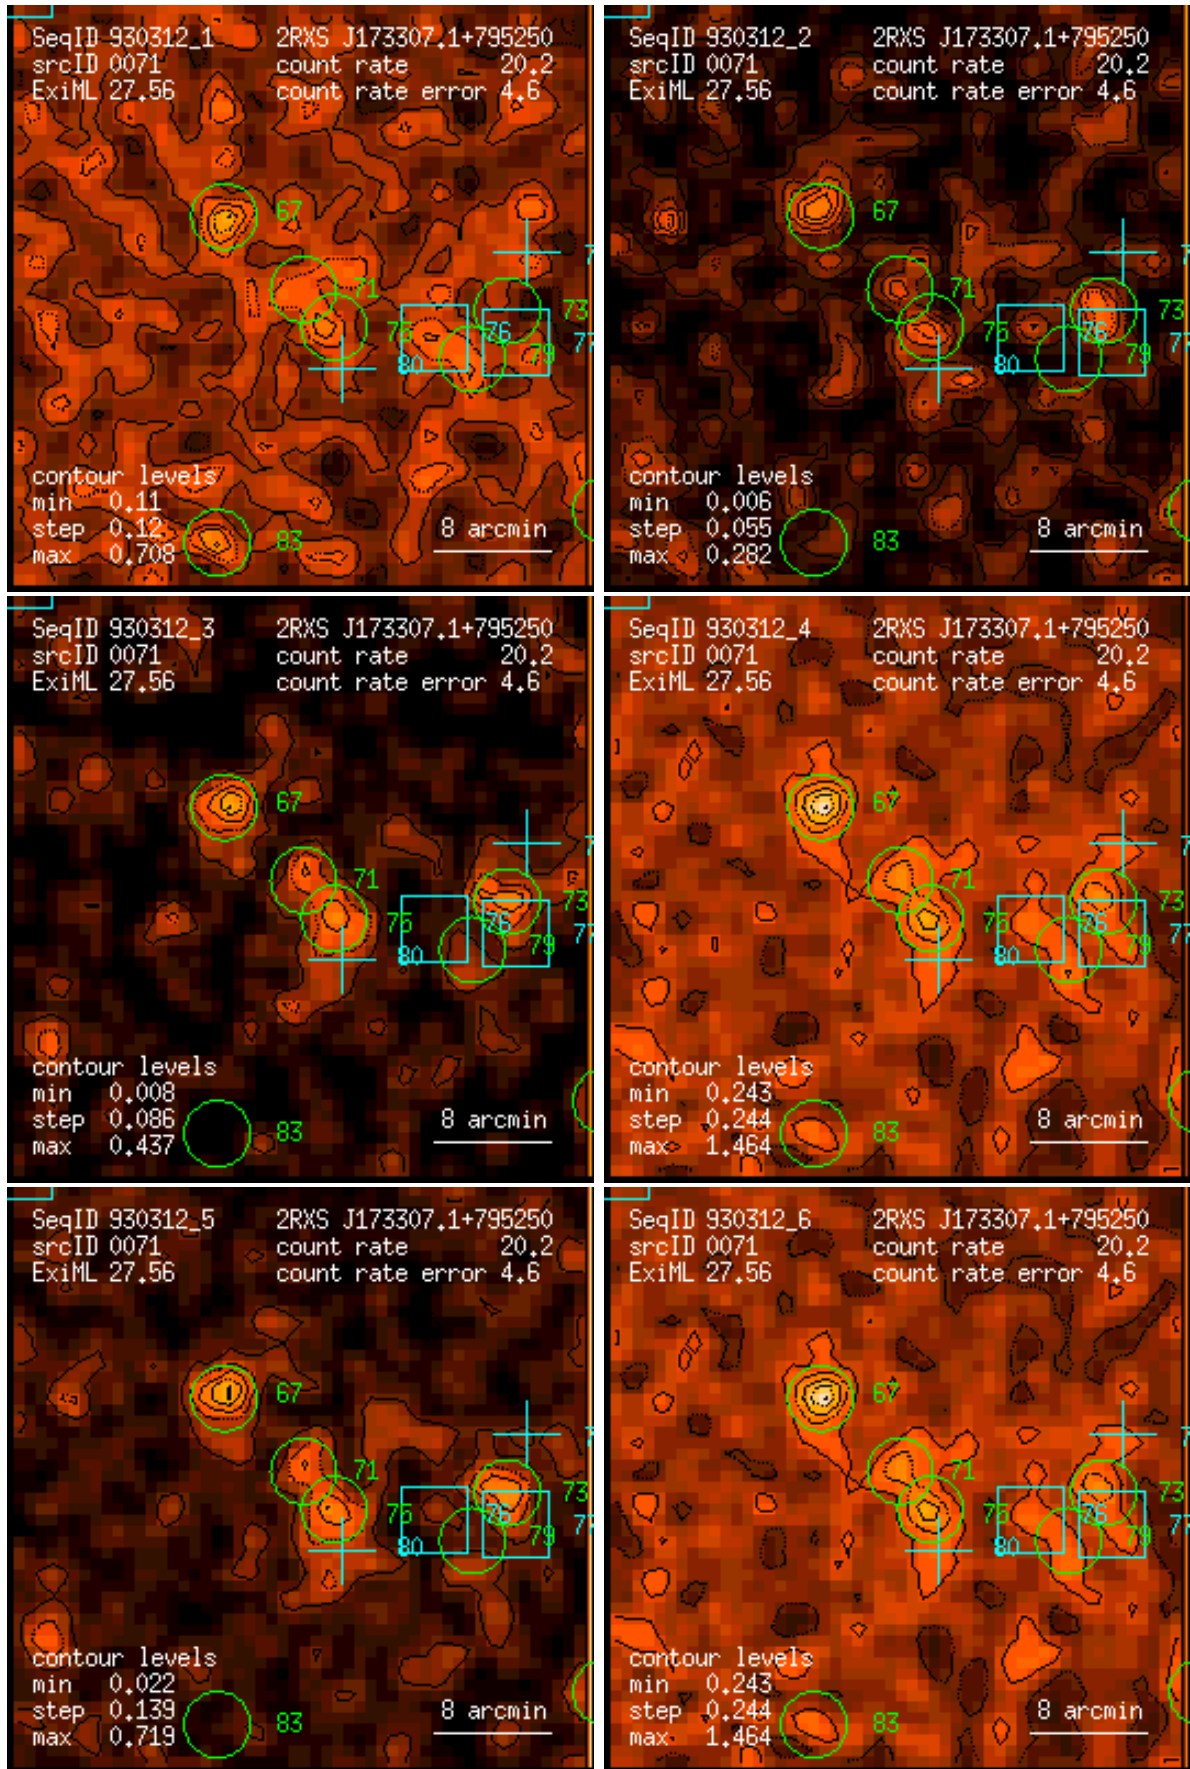 SeqID 930312_1 2RXS J173307.1+795250
srcID 0071 count rate 20.2
ExiML 27.56 count rate error 4.6
67
71
73
75 76 77
80 79
contour levels
min 0.11
step 0.12 8 arcmin
max 0.708 83
SeqID 930312_2 2RXS J173307.1+795250
srcID 0071 count rate 20.2
ExiML 27.56 count rate error 4.6
67
71
73
75 76 77
80 79
contour levels
min 0.006
step 0.055 8 arcmin
max 0.282 83
SeqID 930312_3 2RXS J173307.1+795250
srcID 0071 count rate 20.2
ExiML 27.56 count rate error 4.6
67
71
73
75 76 77
80 79
contour levels
min 0.008
step 0.086 8 arcmin
max 0.437 83
SeqID 930312_4 2RXS J173307.1+795250
srcID 0071 count rate 20.2
ExiML 27.56 count rate error 4.6
67
71
73
75 76 77
80 79
contour levels
min 0.243
step 0.244 8 arcmin
max 1.464 83
SeqID 930312_5 2RXS J173307.1+795250
srcID 0071 count rate 20.2
ExiML 27.56 count rate error 4.6
67
71
73
75 76 77
80 79
contour levels
min 0.022
step 0.139 8 arcmin
max 0.719 83
SeqID 930312_6 2RXS J173307.1+795250
srcID 0071 count rate 20.2
ExiML 27.56 count rate error 4.6
67
71
73
75 76 77
80 79
contour levels
min 0.243
step 0.244 8 arcmin
max 1.464 83